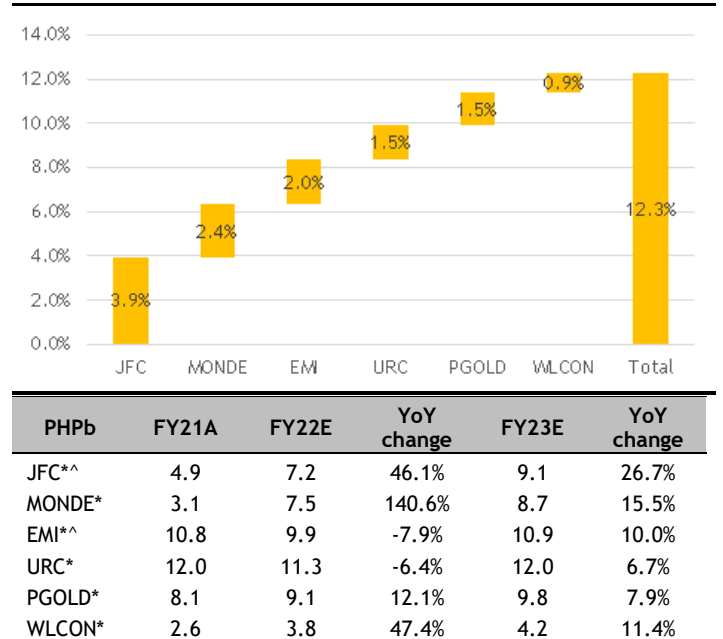 14.0%
12.0%
10.0%
8.0%
6.0%
4.0%
2.0%
0.0%
3.9%
2.4%
2.0%
1.5%
1.5%
0.9%
12.3%
JFC MONDE EMI URC PGOLD WLCON Total
PHPb FY21A FY22E YoY change FY23E YoY change
JFC*^ 4.9 7.2 46.1% 9.1 26.7%
MONDE* 3.1 7.5 140.6% 8.7 15.5%
EMI*^ 10.8 9.9 -7.9% 10.9 10.0%
URC* 12.0 11.3 -6.4% 12.0 6.7%
PGOLD* 8.1 9.1 12.1% 9.8 7.9%
WLCON* 2.6 3.8 47.4% 4.2 11.4%